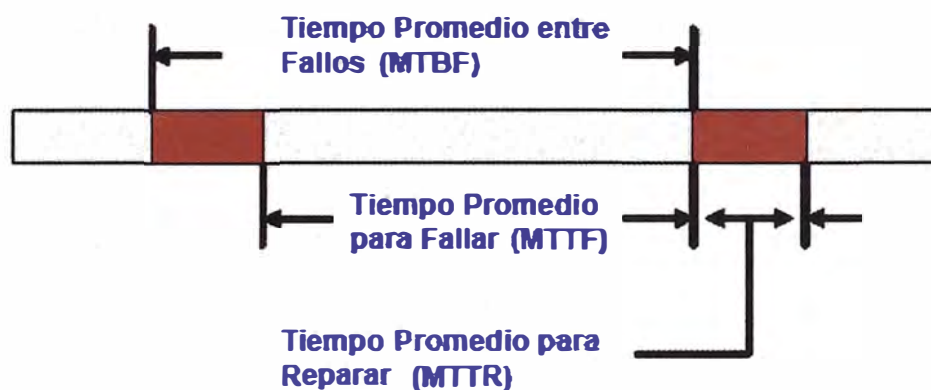 Tiempo Promedio entre
Fallos (MTBF)
Tiempo Promedio
para Fallar (MTTF)
Tiempo Promedio para
Reparar (MTTR)